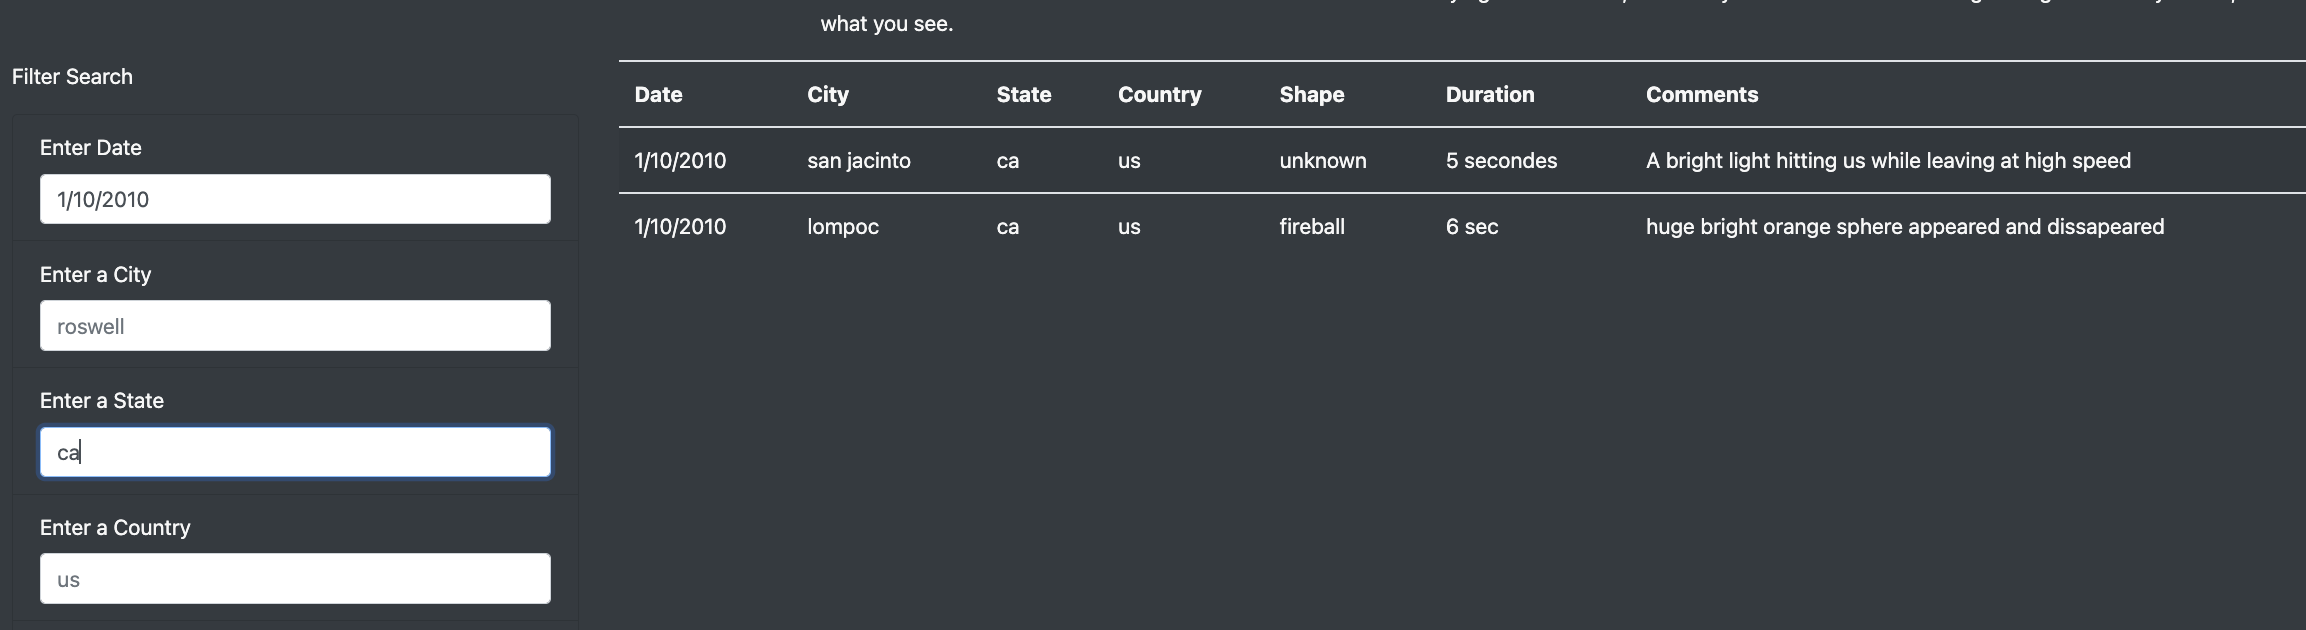 what you see.
Filter Search
Enter Date
1/10/2010
Enter a City
roswell
Enter a State
ca
Enter a Country
us
Date City State Country Shape Duration Comments
1/10/2010 san jacinto ca us unknown 5 secondes A bright light hitting us while leaving at high speed
1/10/2010 lompoc ca us fireball 6 sec huge bright orange sphere appeared and dissapeared